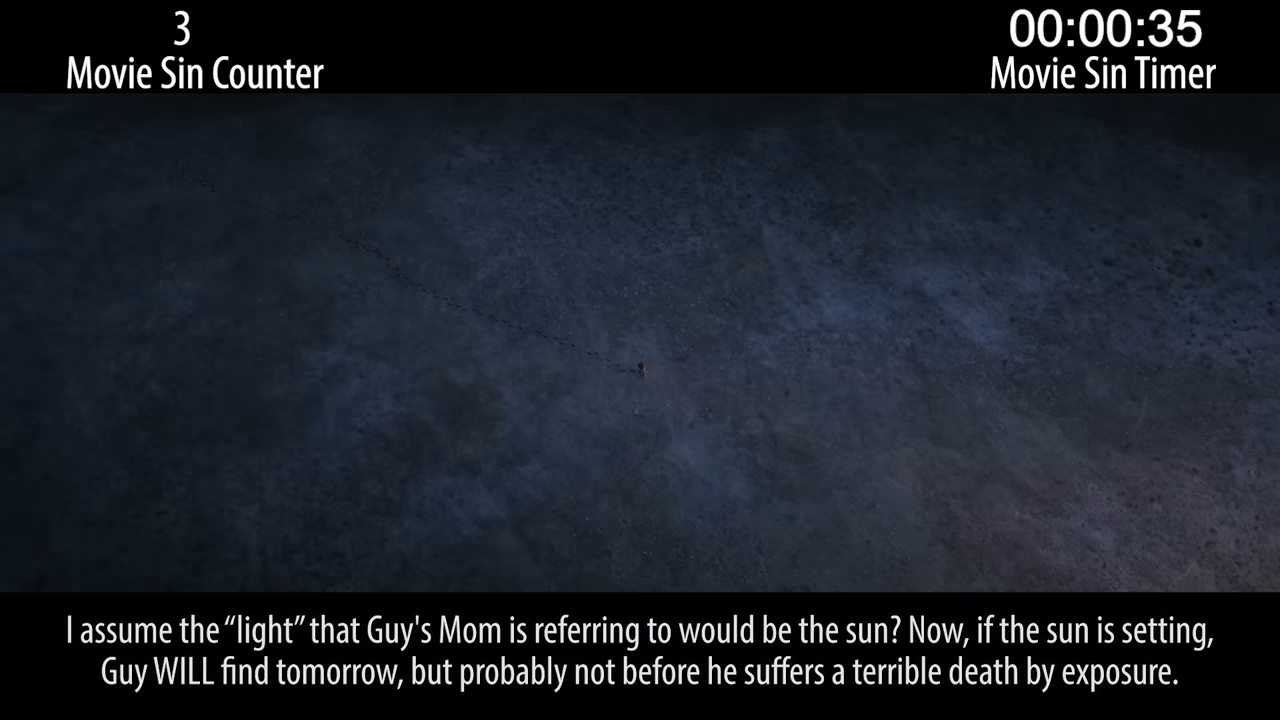 3
Movie Sin Counter
00:00:35
Movie Sin Timer
I assume the “light” that Guy's Mom is referring to would be the sun? Now, if the sun is setting,
Guy WILL find tomorrow, but probably not before he suffers a terrible death by exposure.